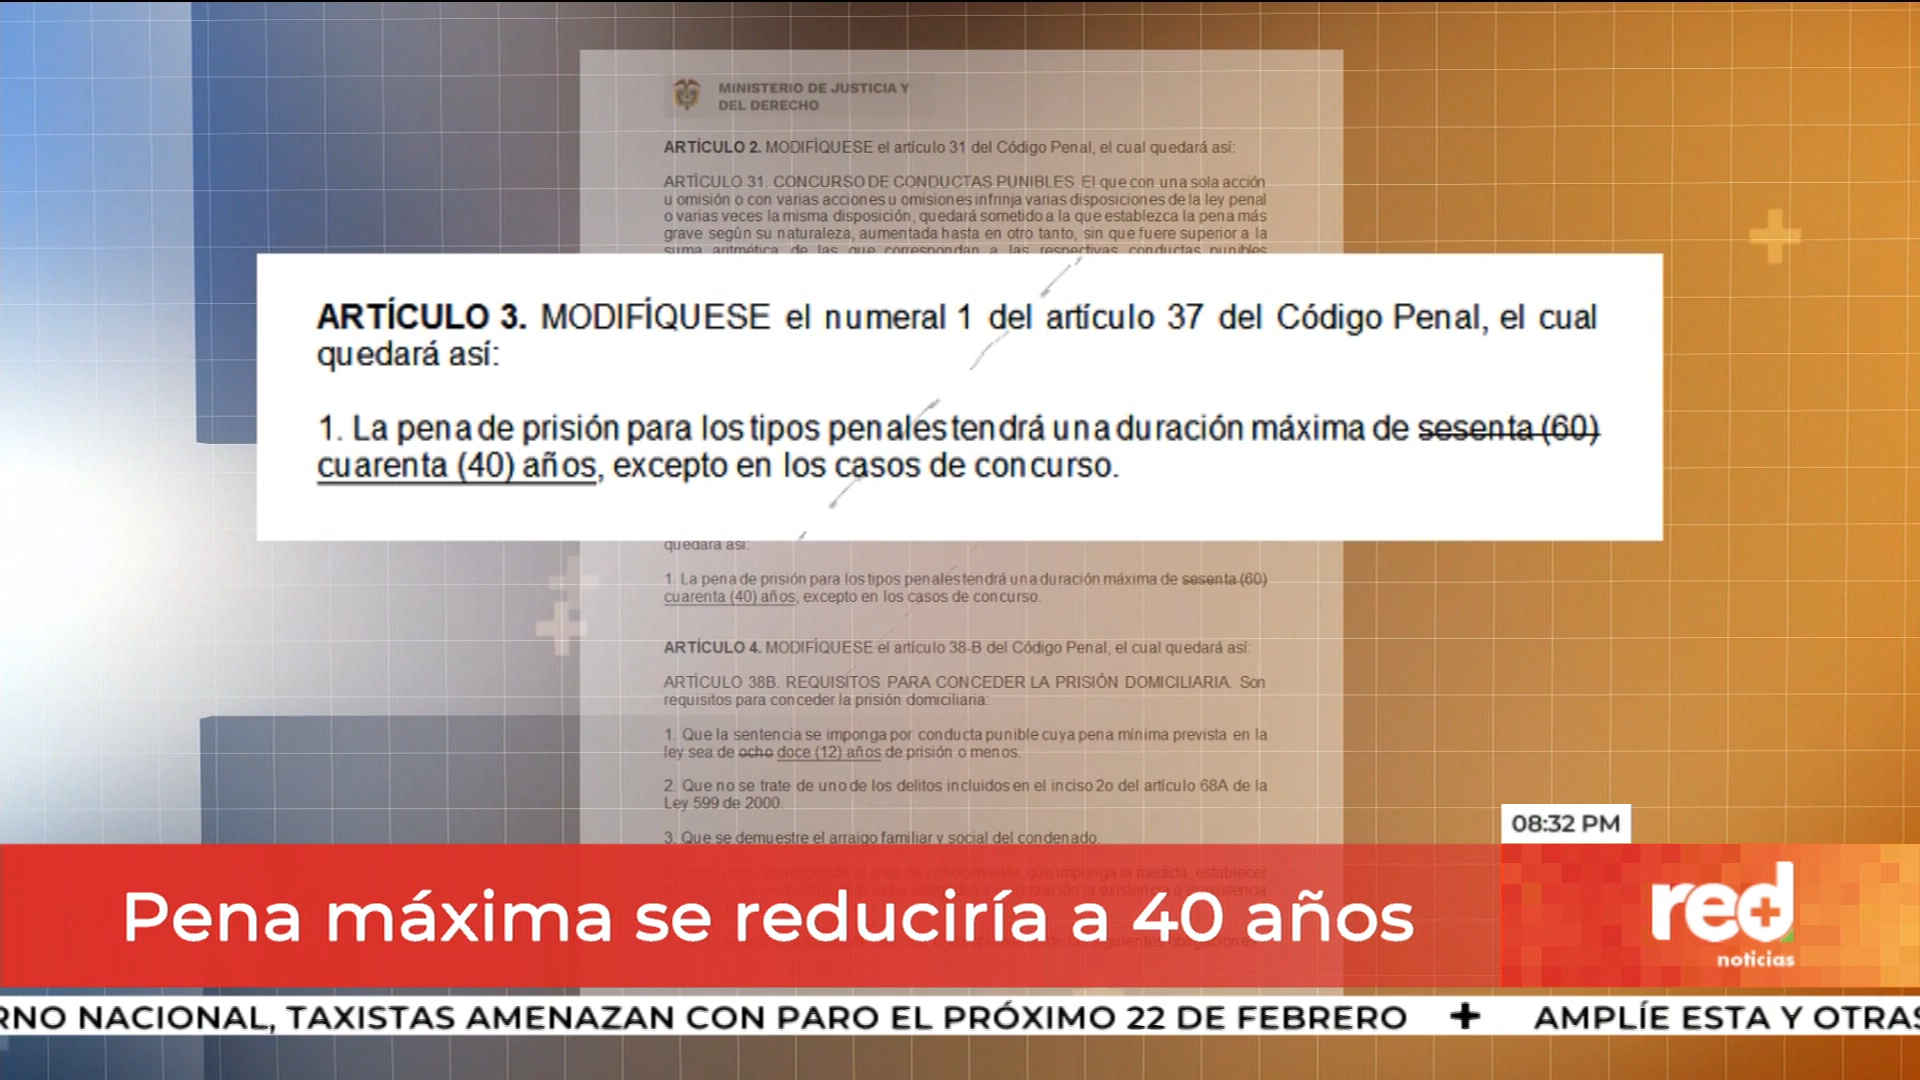 MINISTERIO DE JUSTICIA Y
DEL DERECHO
ARTÍCULO 2. MODIFÍQUESE el artículo 31 del Código Penal, el cual quedará así:
ARTÍCULO 31. CONCURSO DE CONDUCTAS PUNIBLES. El que con una sola acción
u omisión o con varias acciones u omisiones infrinja varias disposiciones de la ley penal
o varias veces la misma disposición, quedará sometido a la que establezca la pena más
grave según su naturaleza, aumentada hasta en otro tanto, sin que fuere superior a la
suma aritmética de las que correspondan a las respectivas conductas punibles
ARTÍCULO 3. MODIFÍQUESE el numeral 1 del artículo 37 del Código Penal, el cual
quedará así:
1. La pena de prisión para los tipos penales tendrá una duración máxima de sesenta (60)
cuarenta (40) años, excepto en los casos de concurso.
quedará así:
1. La pena de prisión para los tipos penales tendrá una duración máxima de sesenta (60)
cuarenta (40) años, excepto en los casos de concurso.
ARTÍCULO 4. MODIFÍQUESE el artículo 38-B del Código Penal, el cual quedará así:
ARTÍCULO 38B. REQUISITOS PARA CONCEDER LA PRISIÓN DOMICILIARIA. Son
requisitos para conceder la prisión domiciliaria:
1. Que la sentencia se imponga por conducta punible cuya pena mínima prevista en la
ley sea de ocho doce (12) años de prisión o menos.
2. Que no se trate de uno de los delitos incluidos en el inciso 2o del artículo 68A de la
Ley 599 de 2000.
3. Que se demuestre el arraigo familiar y social del condenado.
08:32 PM
Pena máxima se reduciría a 40 años
red+
noticias
RNO NACIONAL, TAXISTAS AMENAZAN CON PARO EL PRÓXIMO 22 DE FEBRERO + AMPLÍE ESTA Y OTRAS